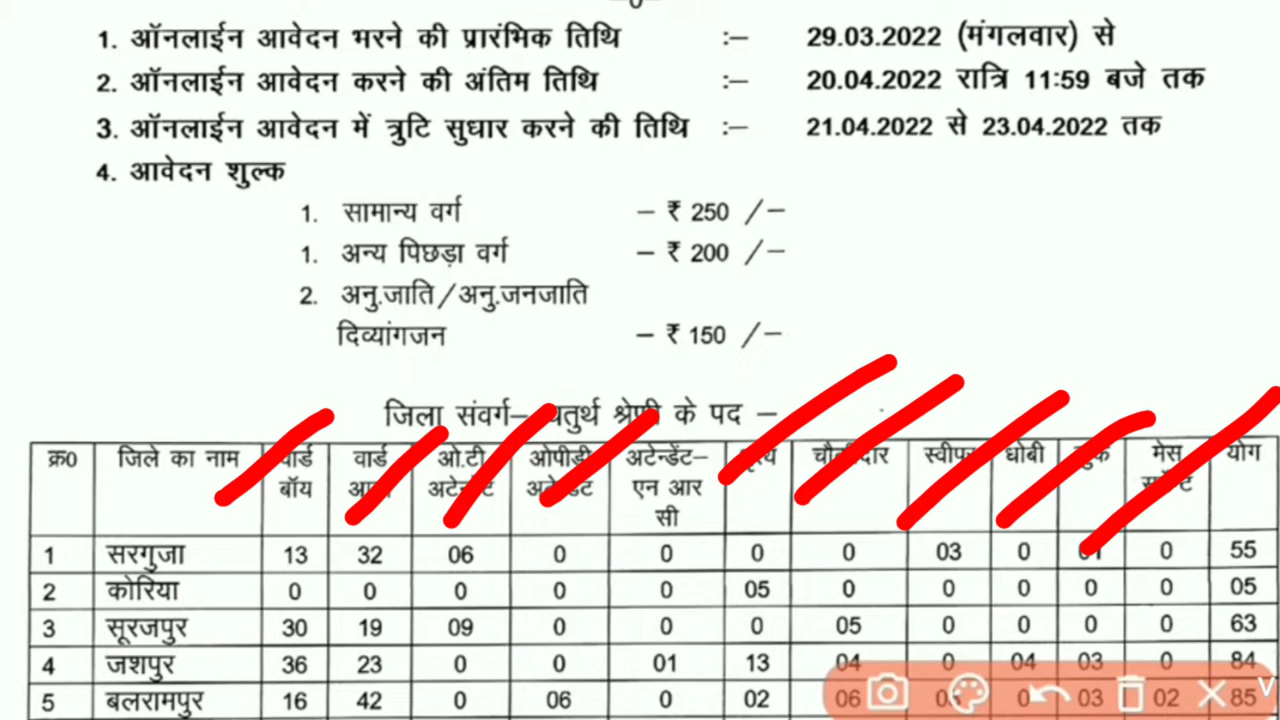 1. ऑनलाईन आवेदन भरने की प्रारंभिक तिथि :– 29.03.2022 (मंगलवार) से
2. ऑनलाईन आवेदन करने की अंतिम तिथि :– 20.04.2022 रात्रि 11:59 बजे तक
3. ऑनलाईन आवेदन में त्रुटि सुधार करने की तिथि :– 21.04.2022 से 23.04.2022 तक
4. आवेदन शुल्क
1. सामान्य वर्ग – ₹ 250 /–
1. अन्य पिछड़ा वर्ग – ₹ 200 /–
2. अनु.जाति/अनु.जनजाति
दिव्यांगजन – ₹ 150 /–
जिला संवर्ग– चतुर्थ श्रेणी के पद –
क्र0 जिले का नाम वार्ड वार्ड ओ.टी ओपीडी अटेन्डेंट– चौकीदार स्वीपर धोबी कुक मेस योग
बॉय अटेन्डेंट अटेन्डेंट एन आर
सी
1 सरगुजा 13 32 06 0 0 0 0 03 0 01 0 55
2 कोरिया 0 0 0 0 0 05 0 0 0 0 0 05
3 सूरजपुर 30 19 09 0 0 0 05 0 0 0 0 63
4 जशपुर 36 23 0 0 01 13 04 0 04 03 0 84
5 बलरामपुर 16 42 0 06 0 02 06 0 03 02 85